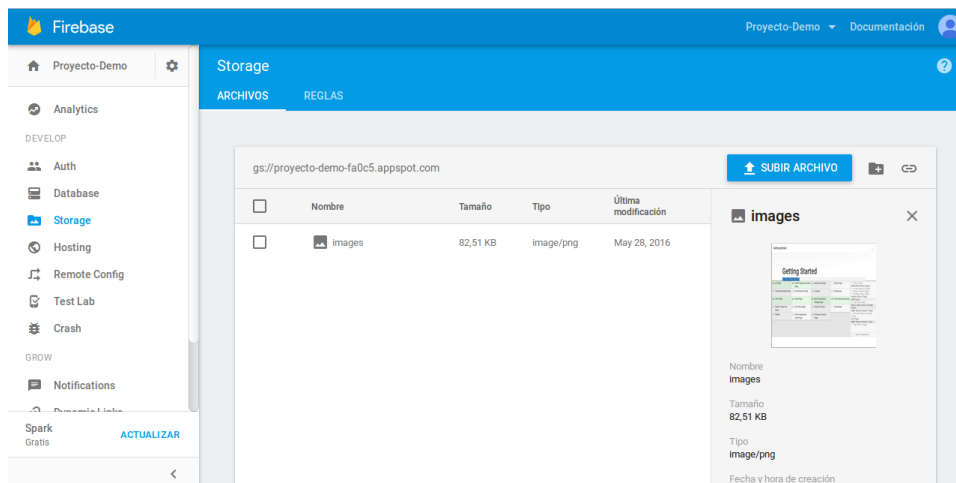 Firebase
Proyecto-Demo
Documentación
Proyecto-Demo
Analytics
DEVELOP
Auth
Database
Storage
Hosting
Remote Config
Test Lab
Crash
GROW
Notifications
Dynamic Links
Spark
Gratis
ACTUALIZAR
Storage
ARCHIVOS REGLAS
gs://proyecto-demo-fa0c5.appspot.com
SUBIR ARCHIVO
Nombre Tamaño Tipo Última modificación
images 82,51 KB image/png May 28, 2016
images
Getting Started
Nombre
images
Tamaño
82,51 KB
Tipo
image/png
Fecha y hora de creación